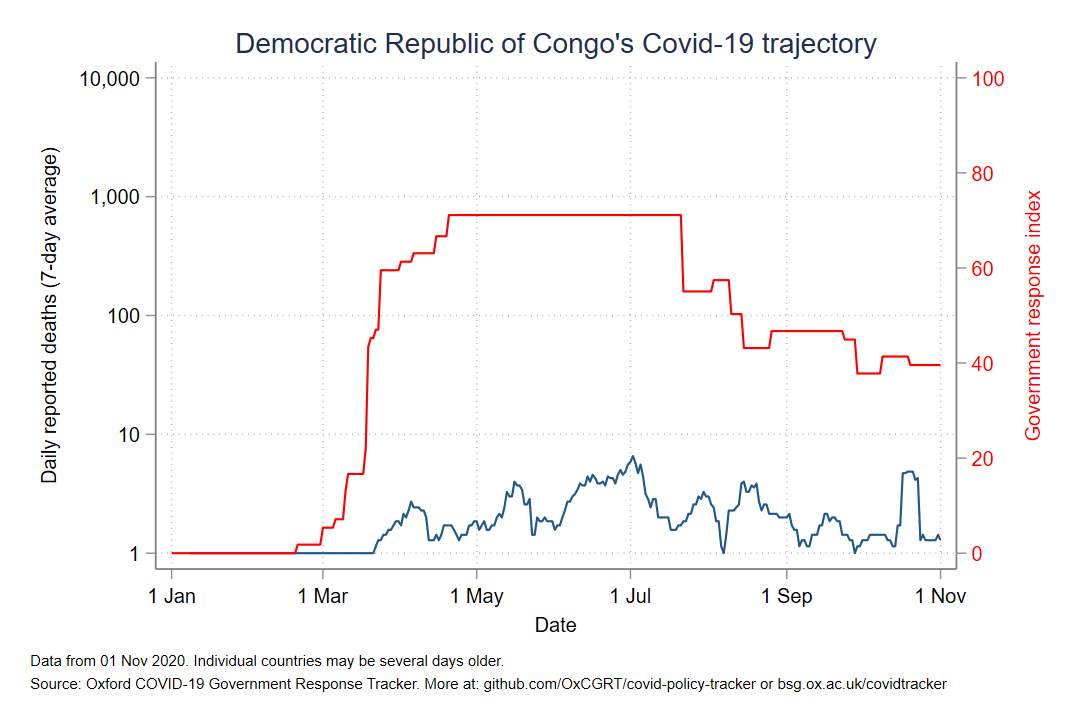 Democratic Republic of Congo's Covid-19 trajectory
Daily reported deaths (7-day average)
10,000
1,000
100
10
1
100
80
60
40
20
0
Government response index
1 Jan 1 Mar 1 May 1 Jul 1 Sep 1 Nov
Date
Data from 01 Nov 2020. Individual countries may be several days older.
Source: Oxford COVID-19 Government Response Tracker. More at: github.com/OxCGRT/covid-policy-tracker or bsg.ox.ac.uk/covidtracker